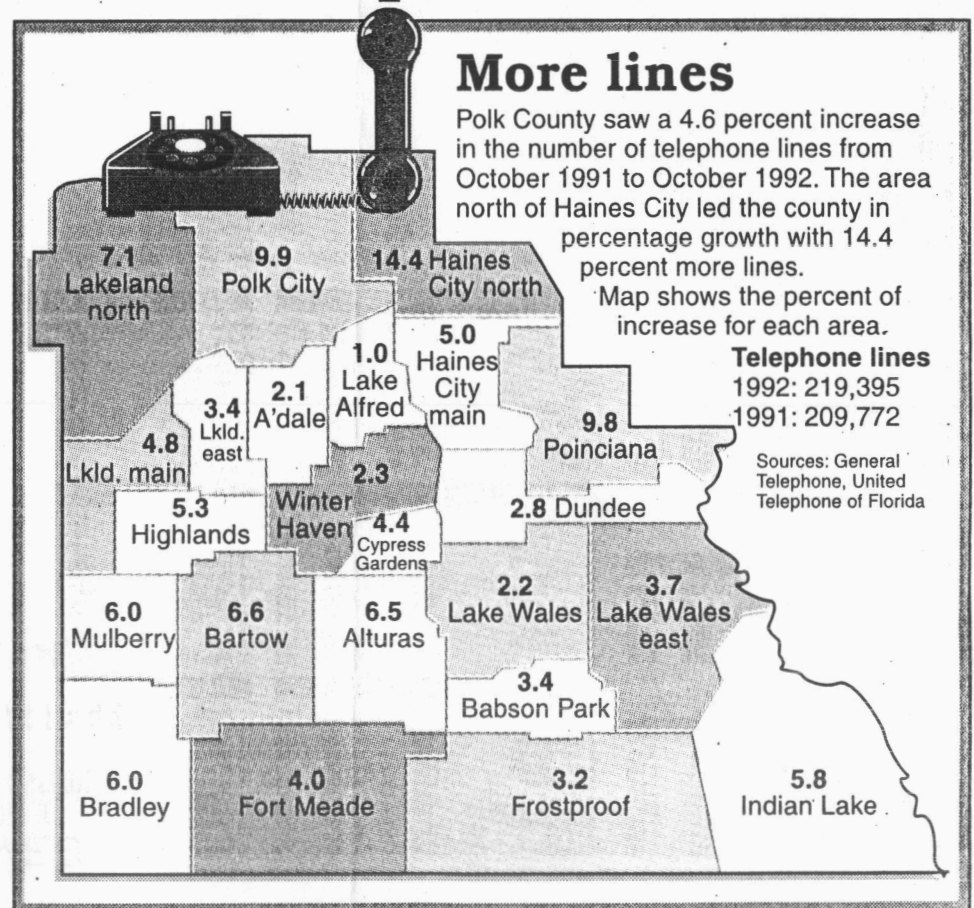 More lines
Polk County saw a 4.6 percent increase
in the number of telephone lines from
October 1991 to October 1992. The area
north of Haines City led the county in
percentage growth with 14.4
percent more lines.
Map shows the percent of
increase for each area.
Telephone lines
1992: 219,395
1991: 209,772
Sources: General
Telephone, United
Telephone of Florida
7.1
Lakeland
north
9.9
Polk City
14.4 Haines
City north
5.0
Haines
City
main
1.0
Lake
Alfred
2.1
A'dale
3.4
Lkld.
east
4.8
Lkld. main
9.8
Poinciana
2.3
Winter
Haven
5.3
Highlands
4.4
Cypress
Gardens
2.8 Dundee
6.0
Mulberry
6.6
Bartow
6.5
Alturas
2.2
Lake Wales
3.7
Lake Wales
east
3.4
Babson Park
6.0
Bradley
4.0
Fort Meade
3.2
Frostproof
5.8
Indian Lake